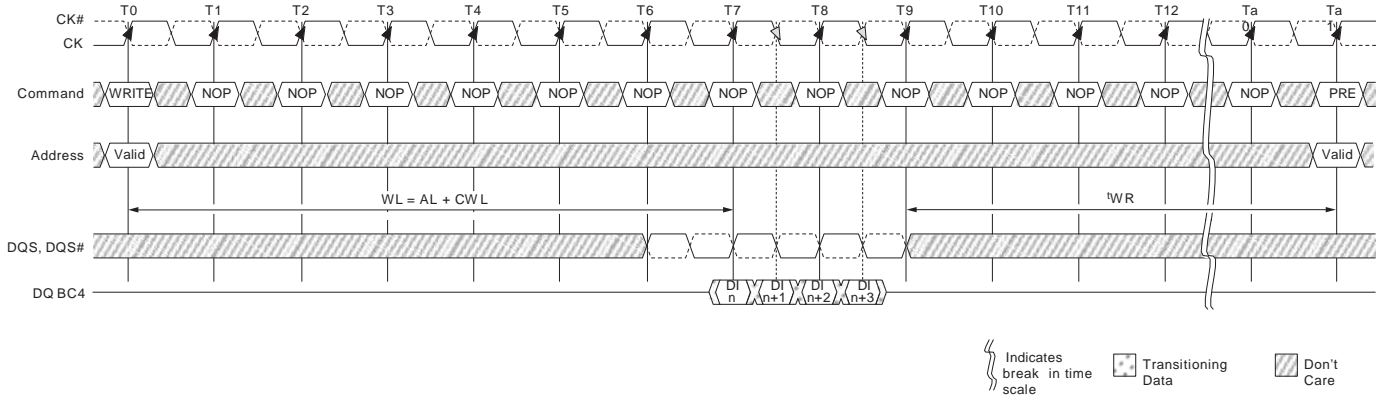 CK# T0 T1 T2 T3 T4 T5 T6 T7 T8 T9 T10 T11 T12 Ta 0 Ta 1
CK
Command WRITE NOP NOP NOP NOP NOP NOP NOP NOP NOP NOP NOP NOP NOP PRE
Address Valid Valid
WL = AL + CWL tWR
DQS, DQS#
DQ BC4 DI n DI n+1 DI n+2 DI n+3
Indicates break in time scale
Transitioning Data
Don't Care